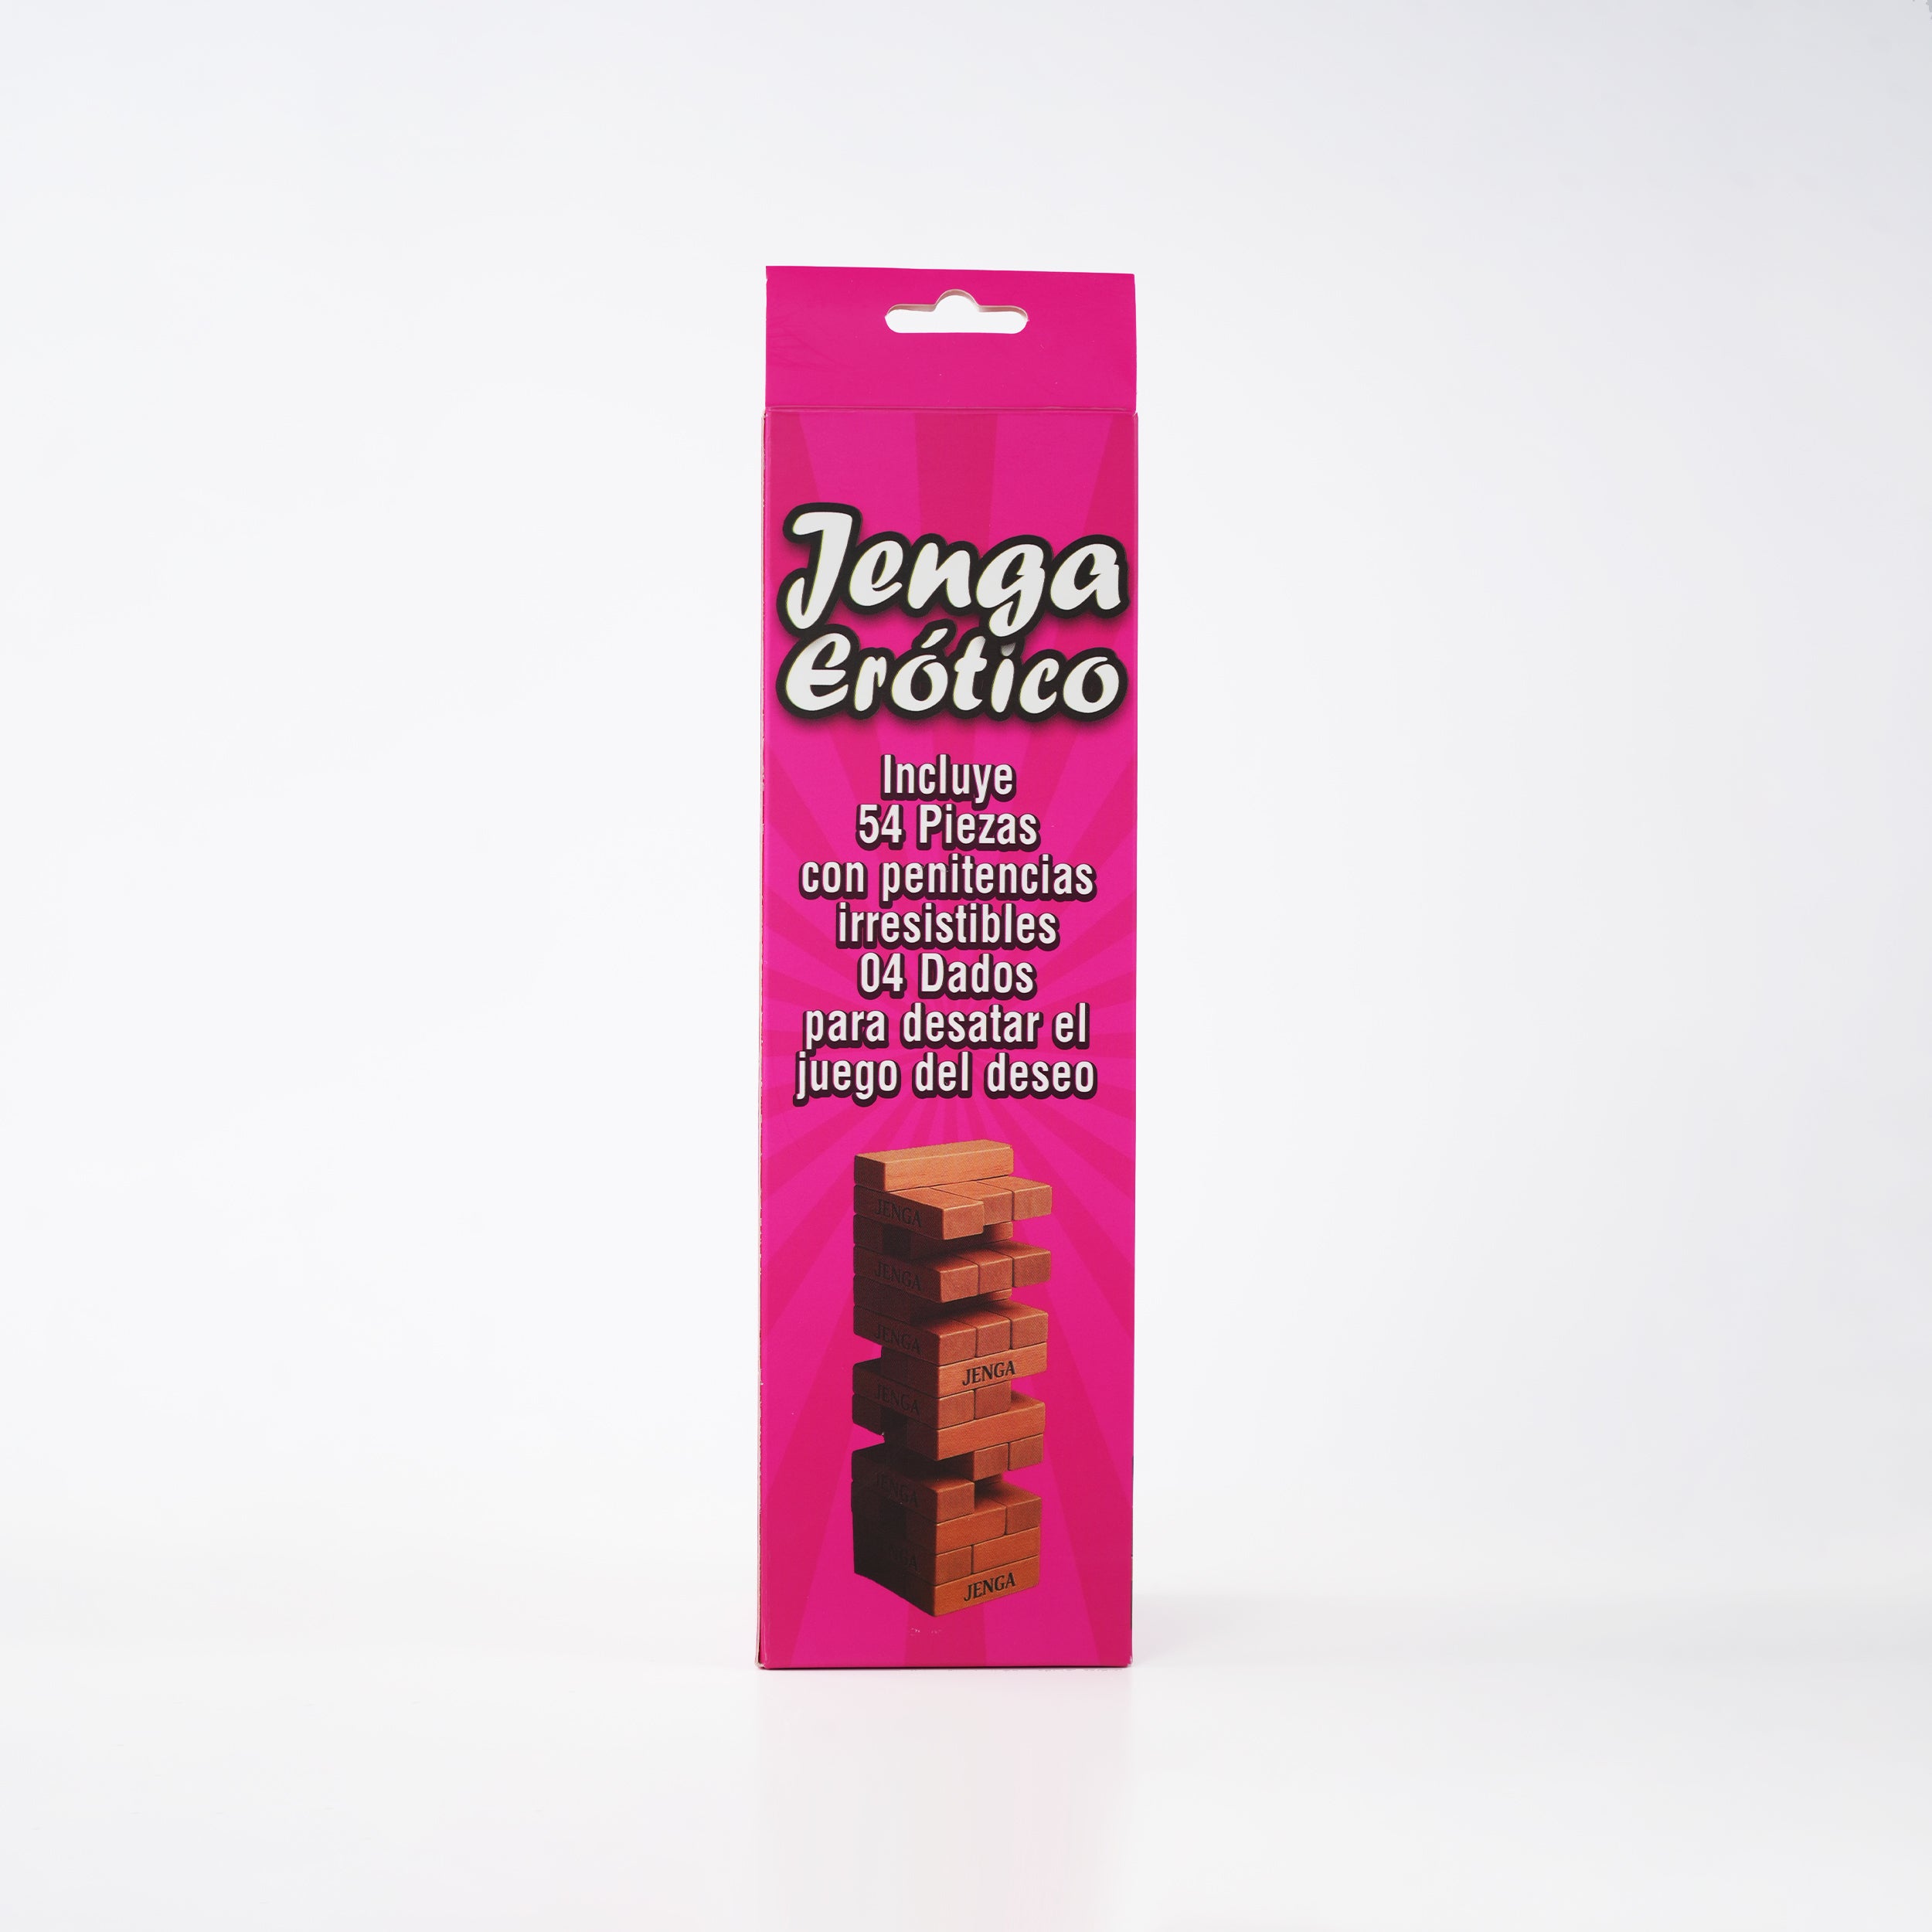 Jenga
Erótico
Incluye
54 Piezas
con penitencias
irresistibles
04 Dados
para desatar el
juego del deseo
JENGA
JENGA
JENGA
JENGA
JENGA
JENGA
JENGA